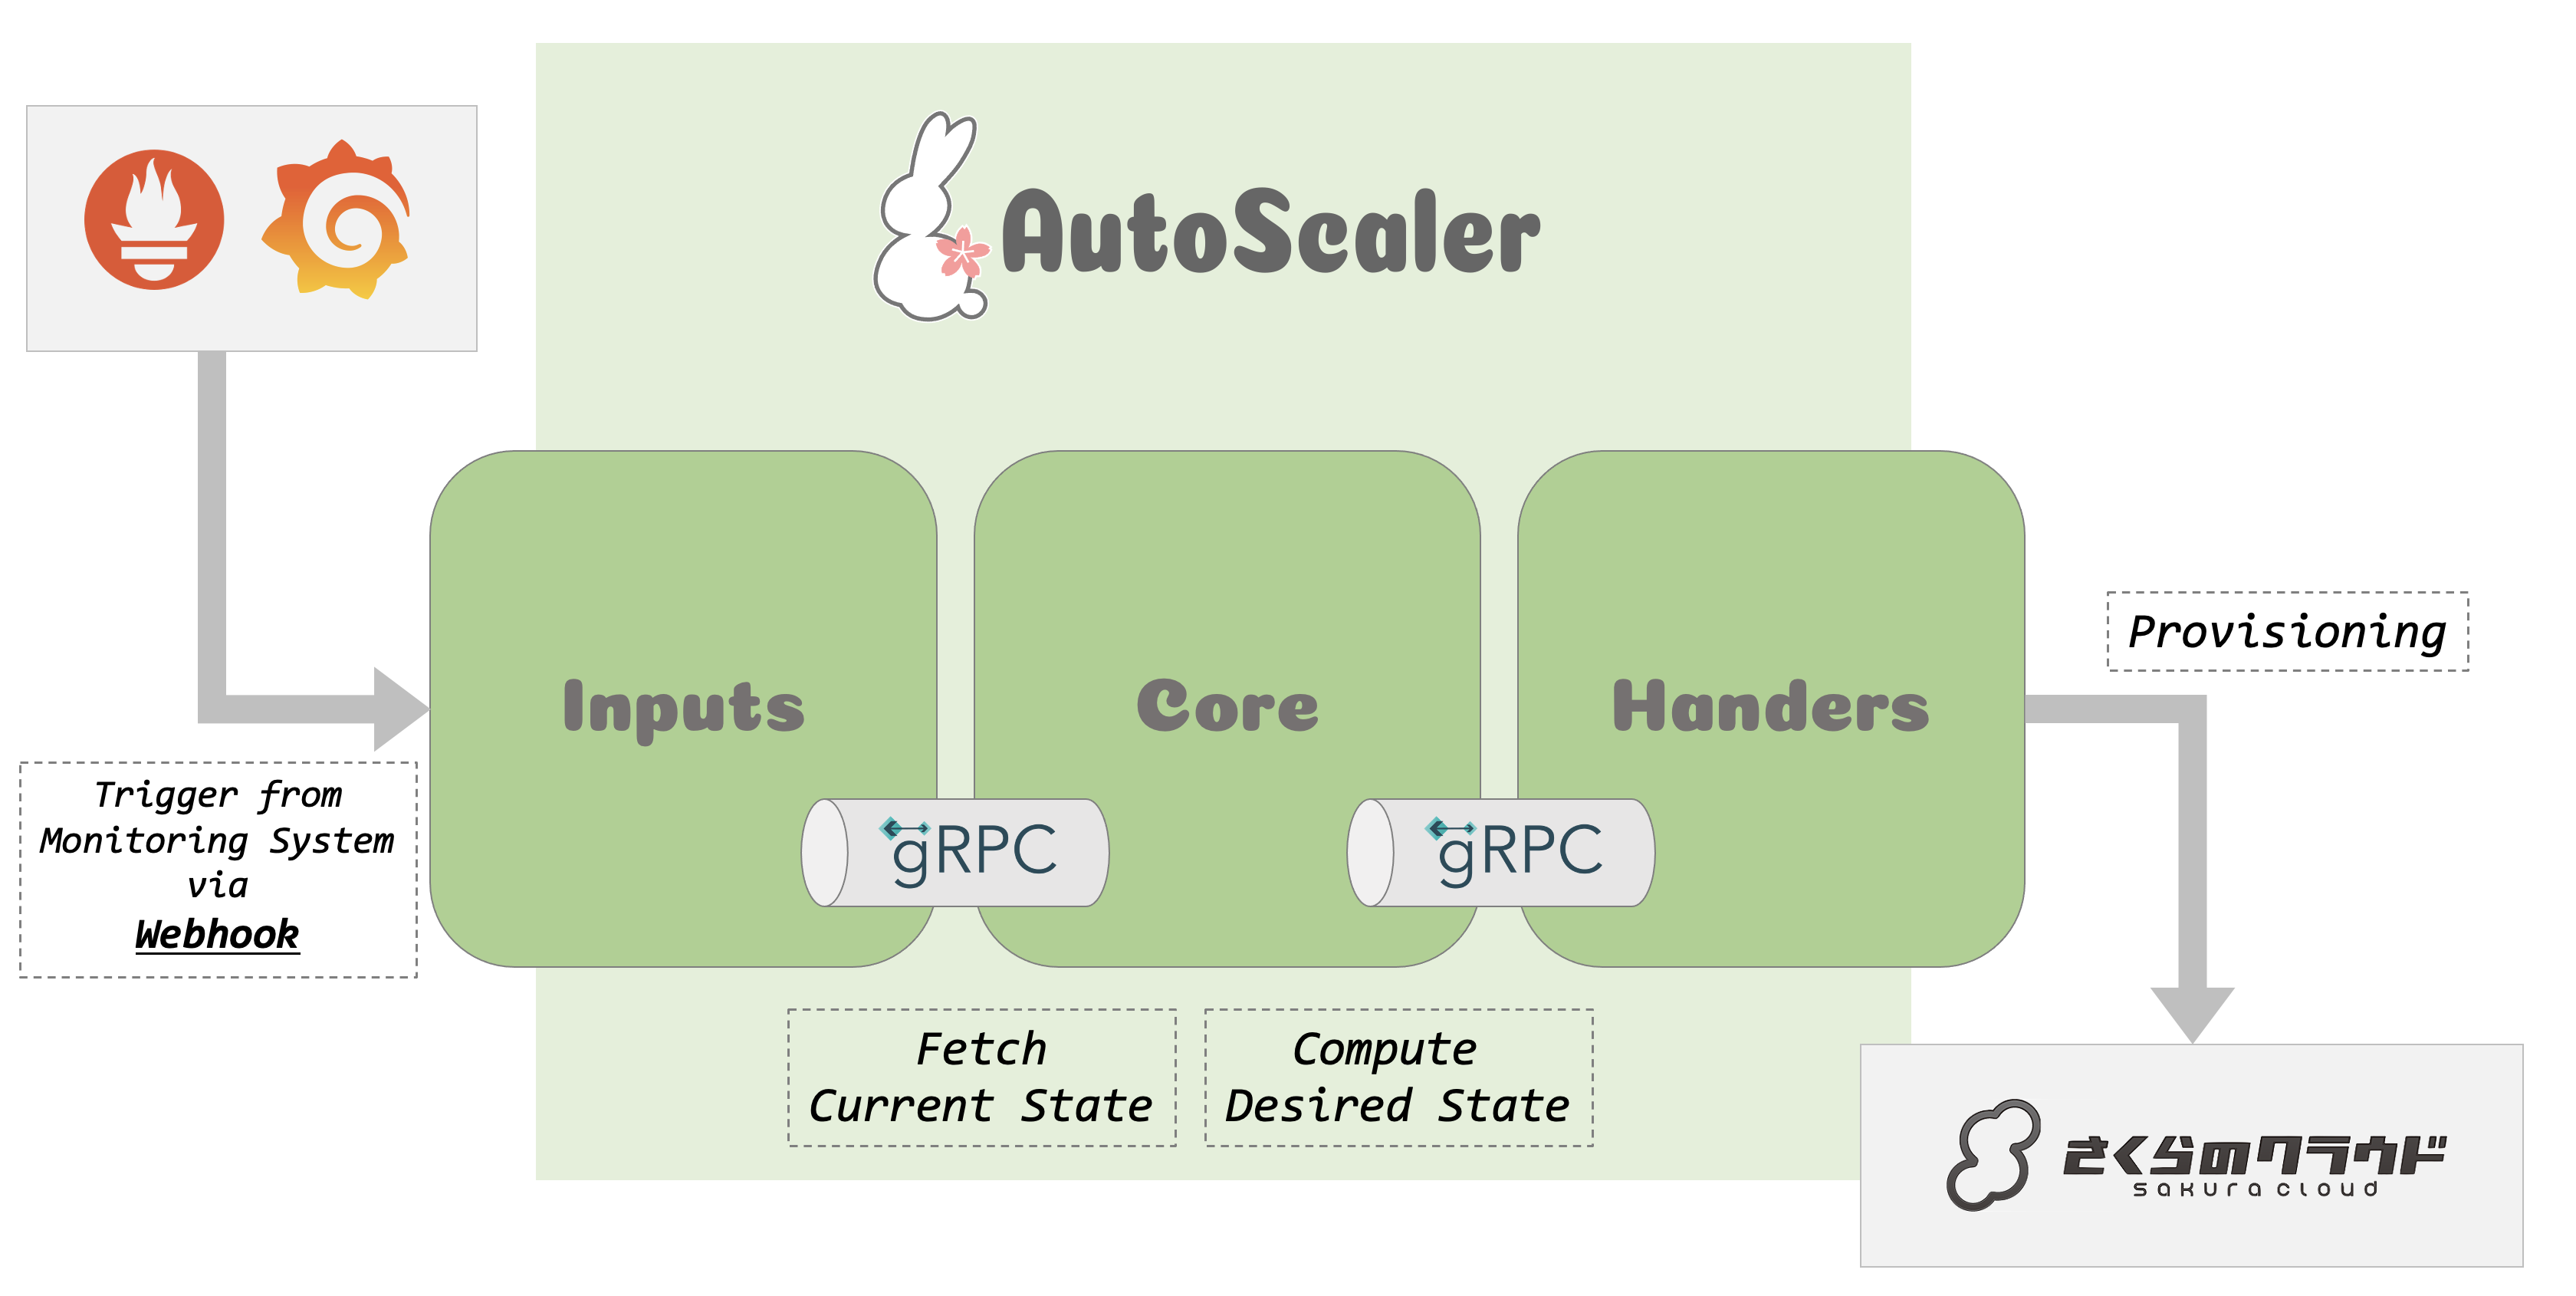 AutoScaler
Inputs
Core
Handers
gRPC
gRPC
Trigger from
Monitoring System
via
Webhook
Fetch
Current State
Compute
Desired State
Provisioning
さくらのクラウド
sakura cloud